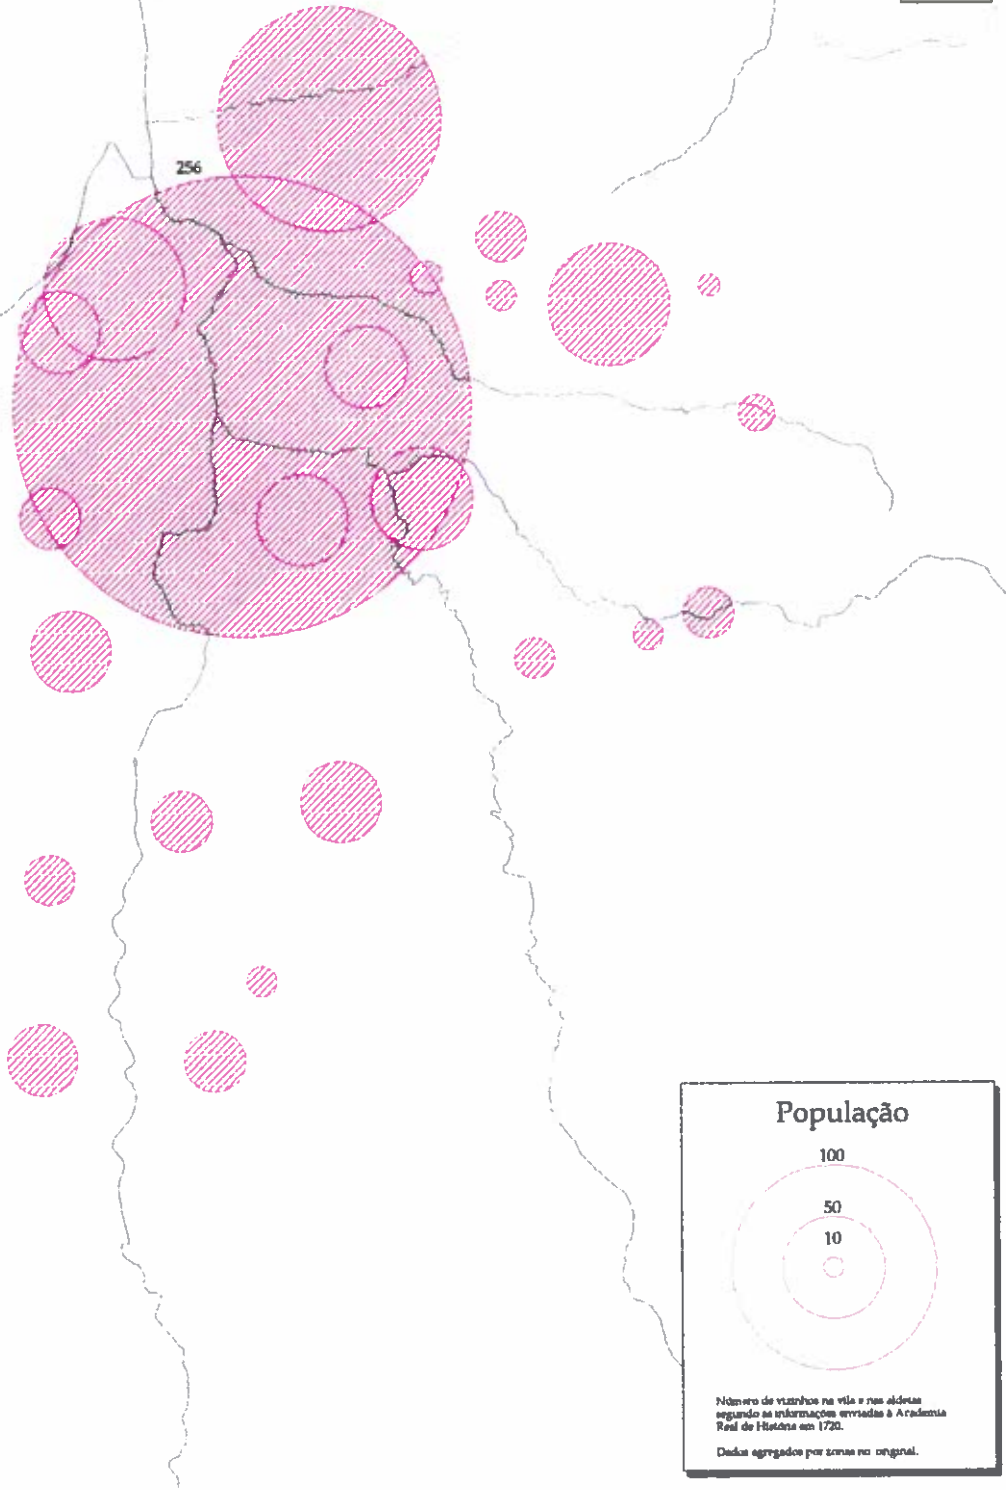 256
População
100
50
10
Número de vizinhos na vila e nas aldeias
segundo as informações enviadas à Academia
Real de História em 1720.
Dados agregados por zonas no original.